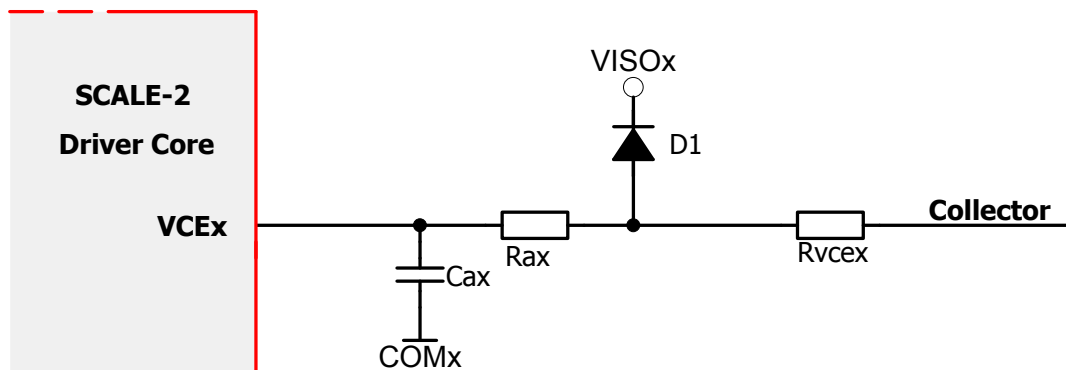 VISOx
SCALE-2
Driver Core
D1
VCEx
Collector
Rax
Rvcex
Cax
COMx